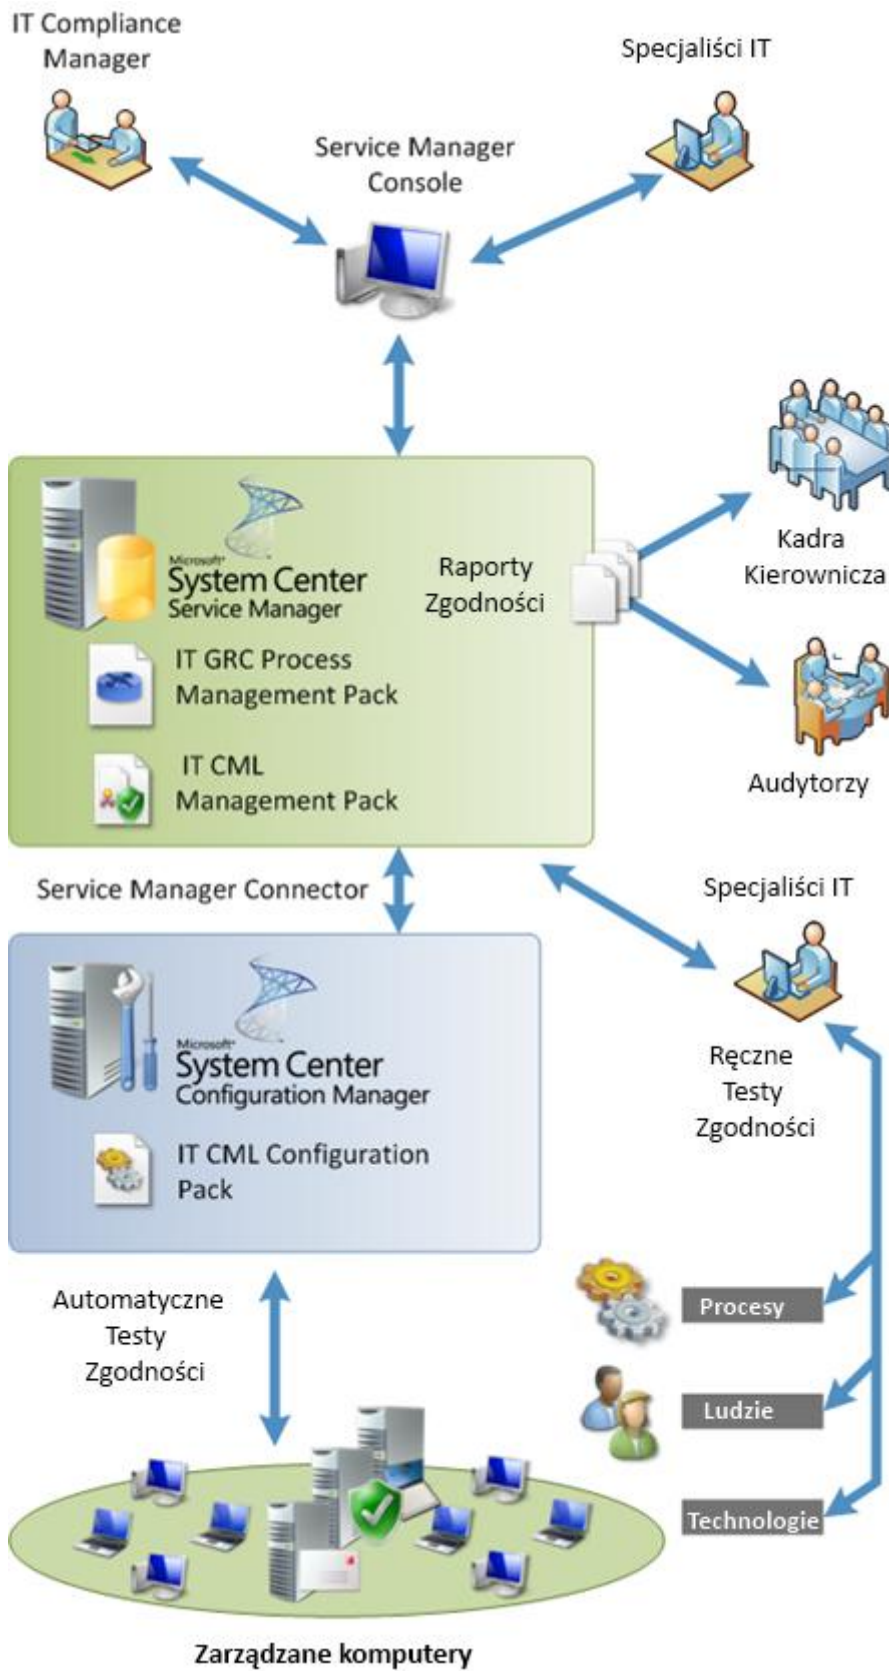 IT Compliance
Manager
Specjaliści IT
Service Manager
Console
Microsoft®
System Center
Service Manager
Raporty
Zgodności
Kadra
Kierownicza
IT GRC Process
Management Pack
IT CML
Management Pack
Audytorzy
Service Manager Connector
Specjaliści IT
Microsoft®
System Center
Configuration Manager
Ręczne
Testy
Zgodności
IT CML Configuration
Pack
Automatyczne
Testy
Zgodności
Procesy
Ludzie
Technologie
Zarządzane komputery